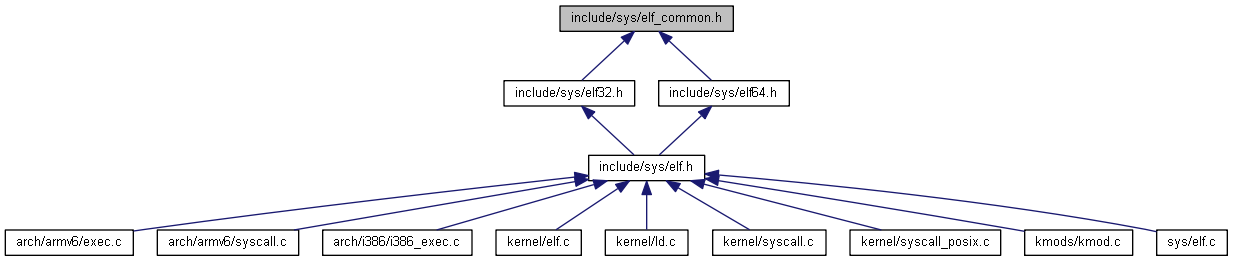 include/sys/elf_common.h
include/sys/elf32.h
include/sys/elf64.h
include/sys/elf.h
arch/armv6/exec.c
arch/armv6/syscall.c
arch/i386/i386_exec.c
kernel/elf.c
kernel/ld.c
kernel/syscall.c
kernel/syscall_posix.c
kmods/kmod.c
sys/elf.c